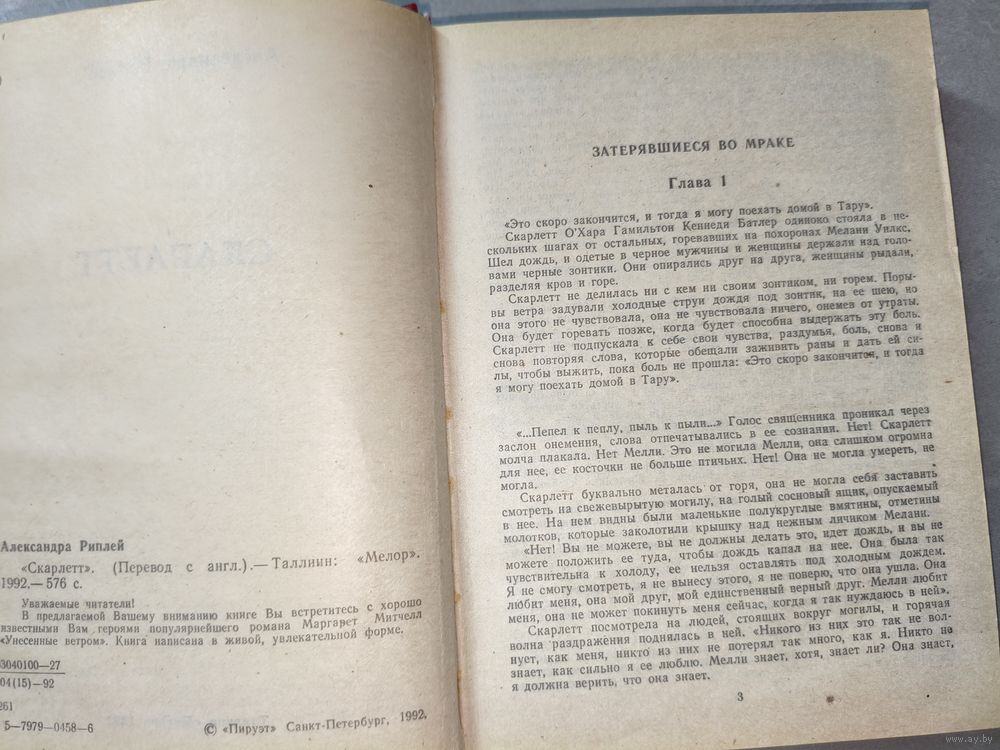 Александра Риплей
«Скарлетт». (Перевод с англ.).— Таллиин: «Мелор».
1992.— 576 с.
Уважаемые читатели!
В предлагаемой Вашему вниманию книге Вы встретитесь с хорошо
известными Вам героями популярнейшего романа Маргарет Митчелл
«Унесенные ветром». Книга написана в живой, увлекательной форме.
3040100—27
04(15)—92
261
5—7979—0458—6
© «Пируэт» Санкт-Петербург, 1992.
ЗАТЕРЯВШИЕСЯ ВО МРАКЕ
Глава 1
«Это скоро закончится, и тогда я могу поехать домой в Тару».
Скарлетт О'Хара Гамильтон Кеннеди Батлер одиноко стояла в не-
скольких шагах от остальных, горевавших на похоронах Мелани Уилкс.
Шел дождь, и одетые в черное мужчины и женщины держали над голо-
вами черные зонтики. Они опирались друг на друга, женщины рыдали,
разделяя кров и горе.
Скарлетт не делилась ни с кем ни своим зонтиком, ни горем. Поры-
вы ветра задували холодные струи дождя под зонтик, на ее шею, но
она этого не чувствовала, она не чувствовала ничего, онемев от утраты.
Она будет горевать позже, когда будет способна выдержать эту боль.
Скарлетт не подпускала к себе свои чувства, раздумья, боль, снова и
снова повторяя слова, которые обещали заживить раны и дать ей си-
лы, чтобы выжить, пока боль не прошла: «Это скоро закончится, и тогда
я могу поехать домой в Тару».
«...Пепел к пеплу, пыль к пыли...» Голос священника проникал через
заслон онемения, слова отпечатывались в ее сознании. Нет! Скарлетт
молча плакала. Нет Мелли. Это не могила Мелли, она слишком огромна
для нее, ее косточки не больше птичьих. Нет! Она не могла умереть, не
могла.
Скарлетт буквально металась от горя, она не могла себя заставить
смотреть на свежевырытую могилу, на голый сосновый ящик, опускаемый
в нее. На нем видны были маленькие полукруглые вмятины, отметины
молотков, которые заколотили крышку над нежным личиком Мелани.
«Нет! Вы не можете, вы не должны делать это, идет дождь, и вы не
можете положить ее туда, чтобы дождь капал на нее. Она была так
чувствительна к холоду, ее нельзя оставлять под холодным дождем.
Я не смогу смотреть, я не вынесу этого, я не поверю, что она ушла. Она
любит меня, она мой друг, мой единственный верный друг. Мелли любит
меня, она не может покинуть меня сейчас, когда я так нуждаюсь в ней».
Скарлетт посмотрела на людей, стоящих вокруг могилы, и горячая
волна раздражения поднялась в ней. «Никого из них это так не вол-
нует, как меня, никто из них не потерял так много, как я. Никто не
знает, как сильно я ее люблю. Мелли знает, хотя, знает ли? Она знает,
я должна верить, что она знает.
3
www.ay.by